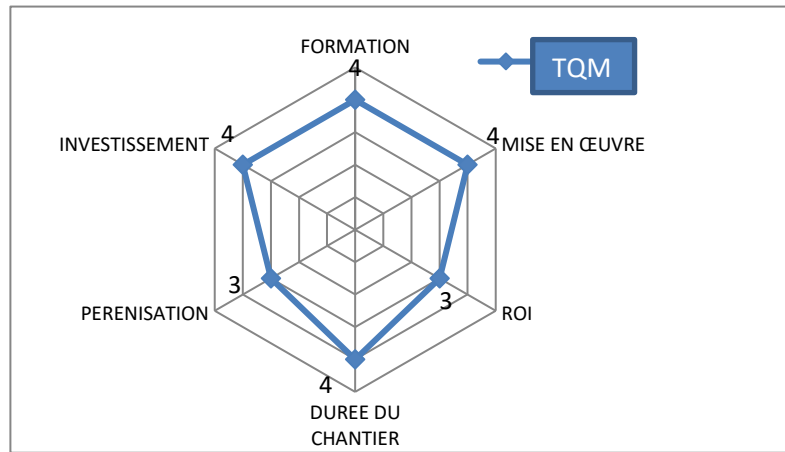 FORMATION
4
TQM
INVESTISSEMENT
4
4
MISE EN ŒUVRE
3
PERENISATION
3
ROI
4
DUREE DU
CHANTIER